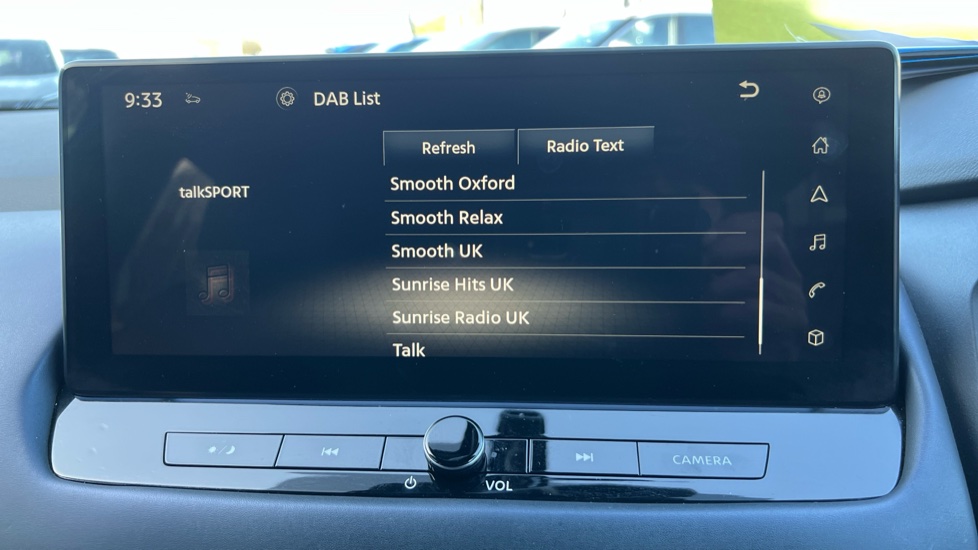 9:33
DAB List
Refresh
Radio Text
talkSPORT
Smooth Oxford
Smooth Relax
Smooth UK
Sunrise Hits UK
Sunrise Radio UK
Talk
CAMERA
VOL